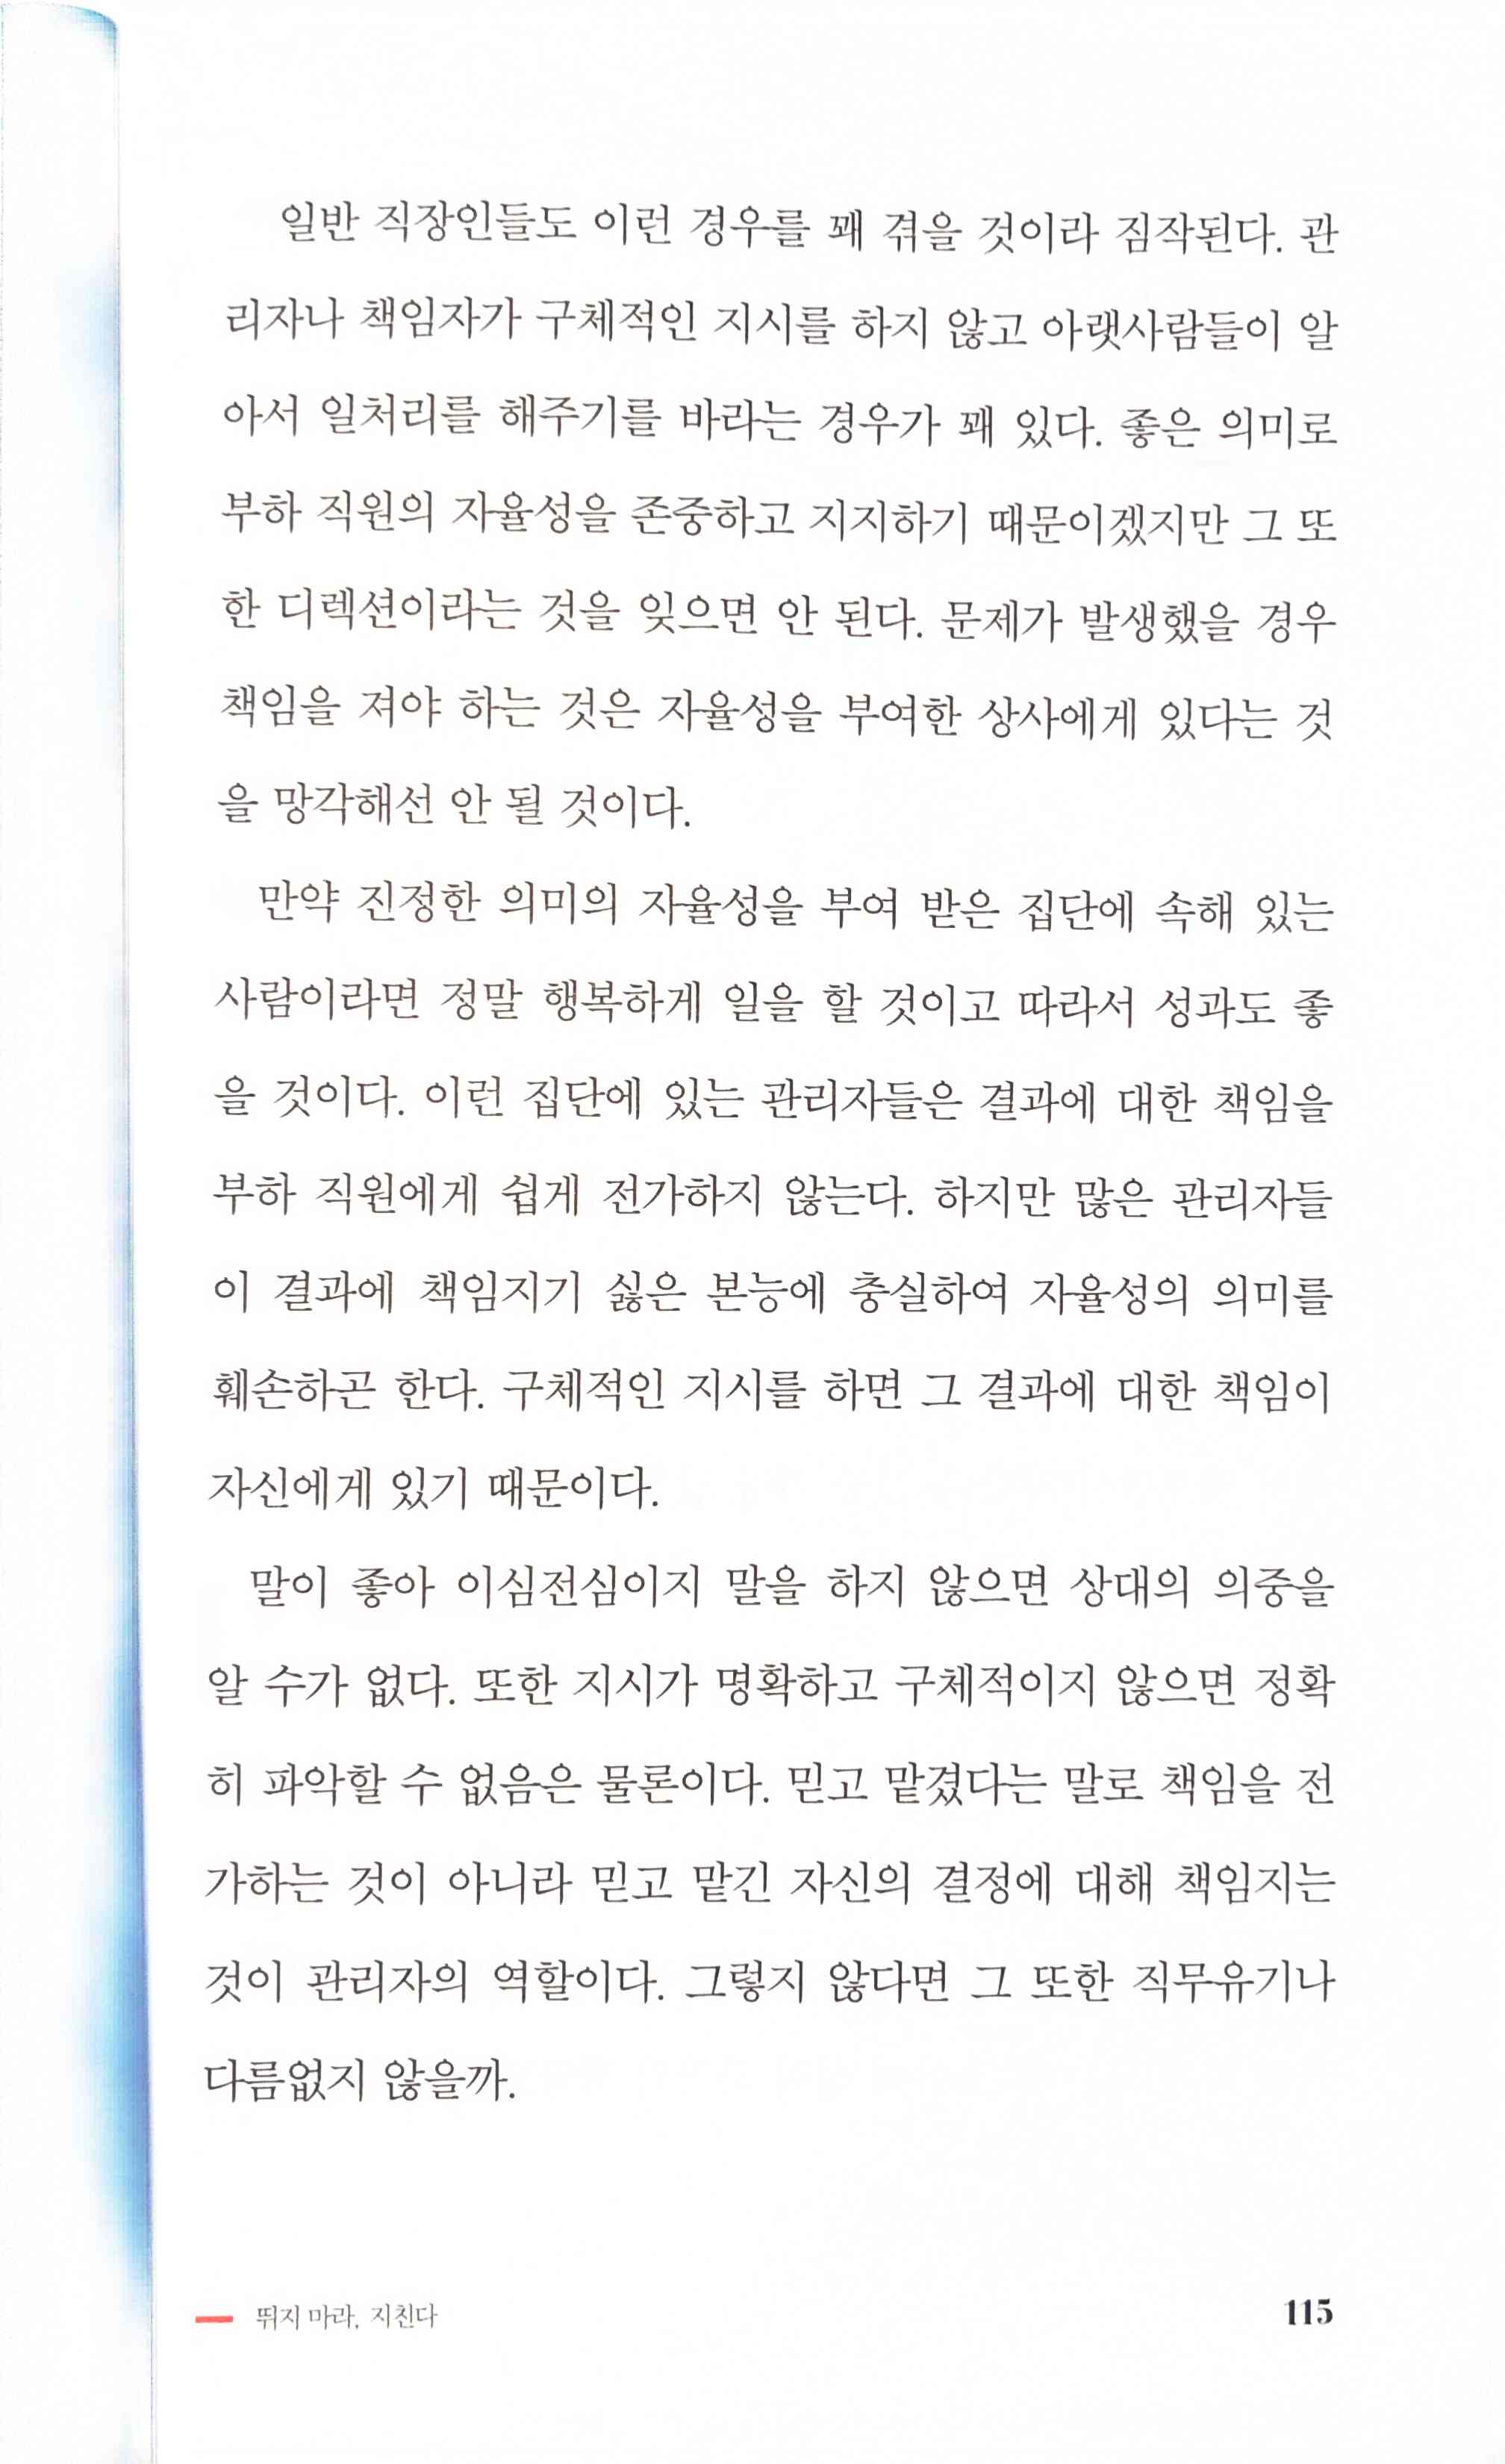 일반 직장인들도 이런 경우를 꽤 겪을 것이라 짐작된다. 관
리자나 책임자가 구체적인 지시를 하지 않고 아랫사람들이 알
아서 일처리를 해주기를 바라는 경우가 꽤 있다. 좋은 의미로
부하 직원의 자율성을 존중하고 지지하기 때문이겠지만 그 또
한 디렉션이라는 것을 잊으면 안 된다. 문제가 발생했을 경우
책임을 져야 하는 것은 자율성을 부여한 상사에게 있다는 것
을 망각해선 안 될 것이다.
만약 진정한 의미의 자율성을 부여 받은 집단에 속해 있는
사람이라면 정말 행복하게 일을 할 것이고 따라서 성과도 좋
을 것이다. 이런 집단에 있는 관리자들은 결과에 대한 책임을
부하 직원에게 쉽게 전가하지 않는다. 하지만 많은 관리자들
이 결과에 책임지기 싫은 본능에 충실하여 자율성의 의미를
훼손하곤 한다. 구체적인 지시를 하면 그 결과에 대한 책임이
자신에게 있기 때문이다.
말이 좋아 이심전심이지 말을 하지 않으면 상대의 의중을
알 수가 없다. 또한 지시가 명확하고 구체적이지 않으면 정확
히 파악할 수 없음은 물론이다. 믿고 맡겼다는 말로 책임을 전
가하는 것이 아니라 믿고 맡긴 자신의 결정에 대해 책임지는
것이 관리자의 역할이다. 그렇지 않다면 그 또한 직무유기나
다름없지 않을까.
뛰지 마라, 지친다
115